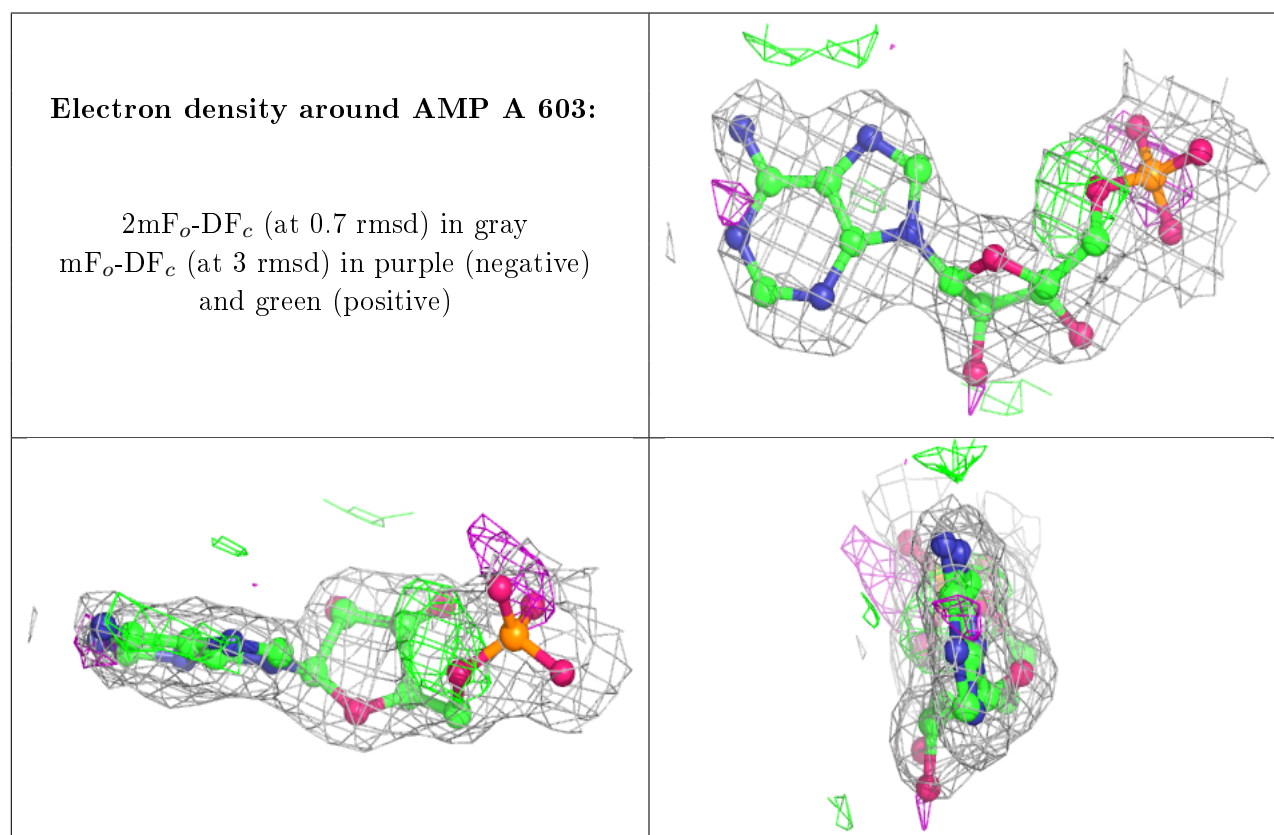 Electron density around AMP A 603:
2mFₒ-DF𝒸 (at 0.7 rmsd) in gray
mFₒ-DF𝒸 (at 3 rmsd) in purple (negative)
and green (positive)